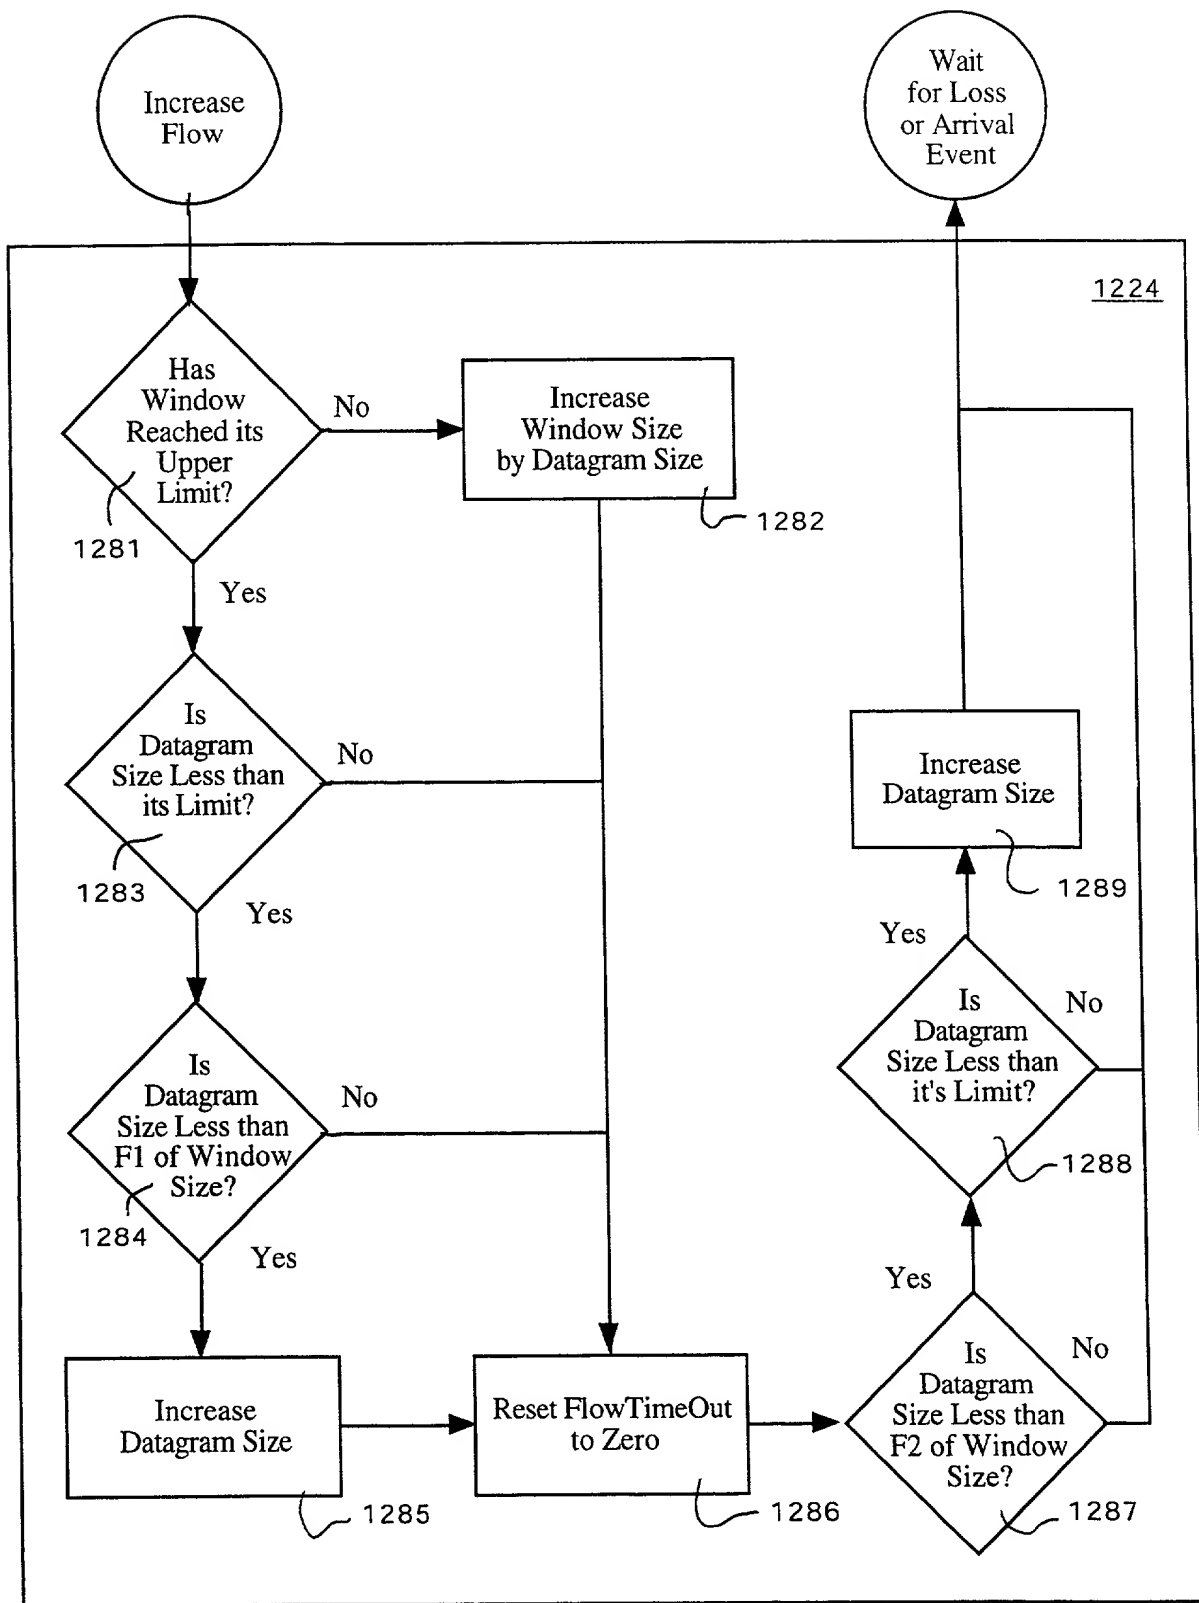 Increase
Flow
Wait
for Loss
or Arrival
Event
1224
Has
Window
Reached its
Upper
Limit?
No
1281
Yes
Increase
Window Size
by Datagram Size
1282
Is
Datagram
Size Less than
its Limit?
No
1283
Yes
Is
Datagram
Size Less than
F1 of Window
Size?
No
1284
Yes
Increase
Datagram Size
1285
Reset FlowTimeOut
to Zero
1286
Is
Datagram
Size Less than
F2 of Window
Size?
No
1287
Yes
Is
Datagram
Size Less than
it's Limit?
No
1288
Yes
Increase
Datagram Size
1289